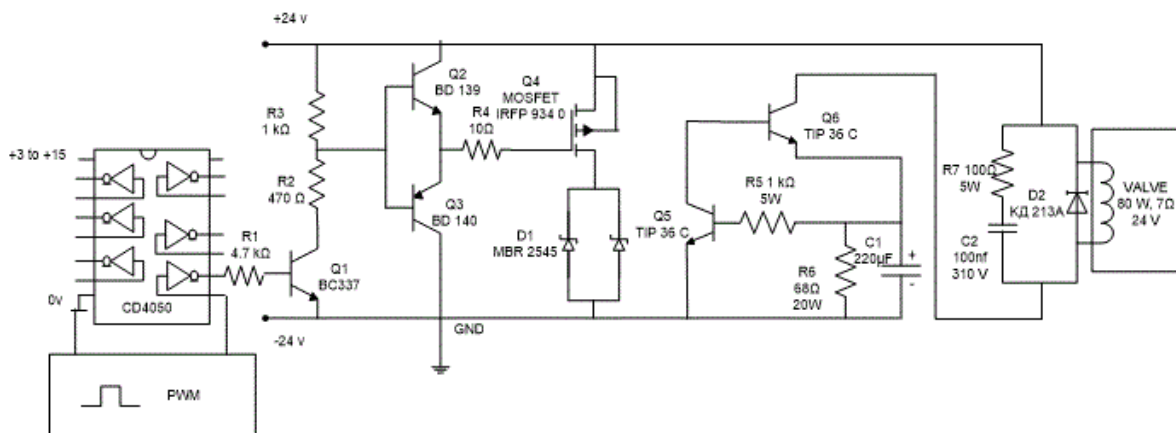 +24 v
Q2
BD 139
Q4
MOSFET
IRFP 934 0
R4
10Ω
R3
1 kΩ
Q6
TIP 36 C
+3 to +15
R2
470 Ω
R7 100Ω
5W
R5 1 kΩ
5W
D2
КД 213A
VALVE
80 W, 7Ω
24 V
Q3
BD 140
Q5
TIP 36 C
D1
MBR 2545
R1
4.7 kΩ
C1
220µF
+
-
C2
100nf
310 V
Q1
BC337
R6
68Ω
20W
0v
CD4050
GND
-24 v
PWM